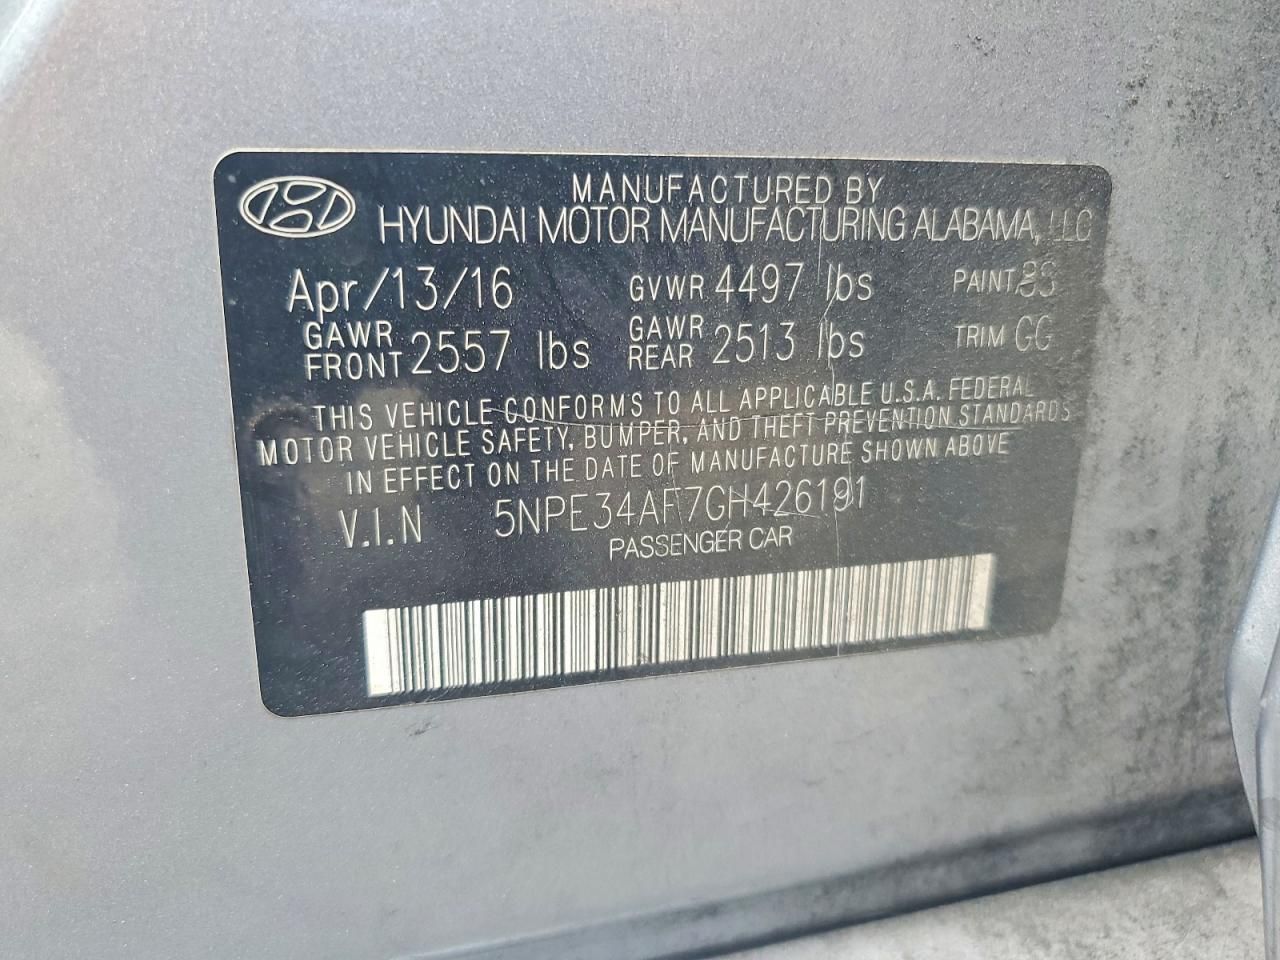 MANUFACTURED BY
HYUNDAI MOTOR MANUFACTURING ALABAMA, LLC
Apr/13/16 GVWR 4497 lbs PAINT:
GAWR FRONT 2557 lbs GAWR REAR 2513 lbs TRIM GG
THIS VEHICLE CONFORMS TO ALL APPLICABLE U.S.A. FEDERAL
MOTOR VEHICLE SAFETY, BUMPER, AND THEFT PREVENTION STANDARDS
IN EFFECT ON THE DATE OF MANUFACTURE SHOWN ABOVE
V.I.N 5NPE34AF7GH426191
PASSENGER CAR